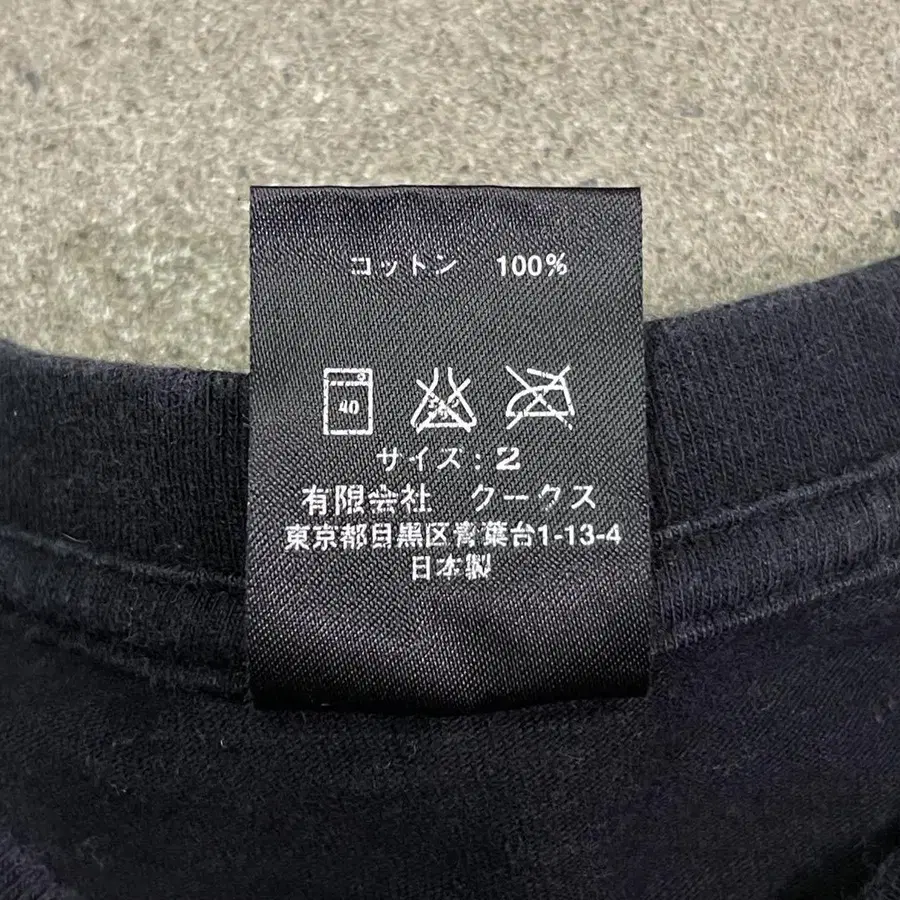 コットン 100%
40
サイズ : 2
有限会社 クークス
東京都目黒区青葉台1-13-4
日本製